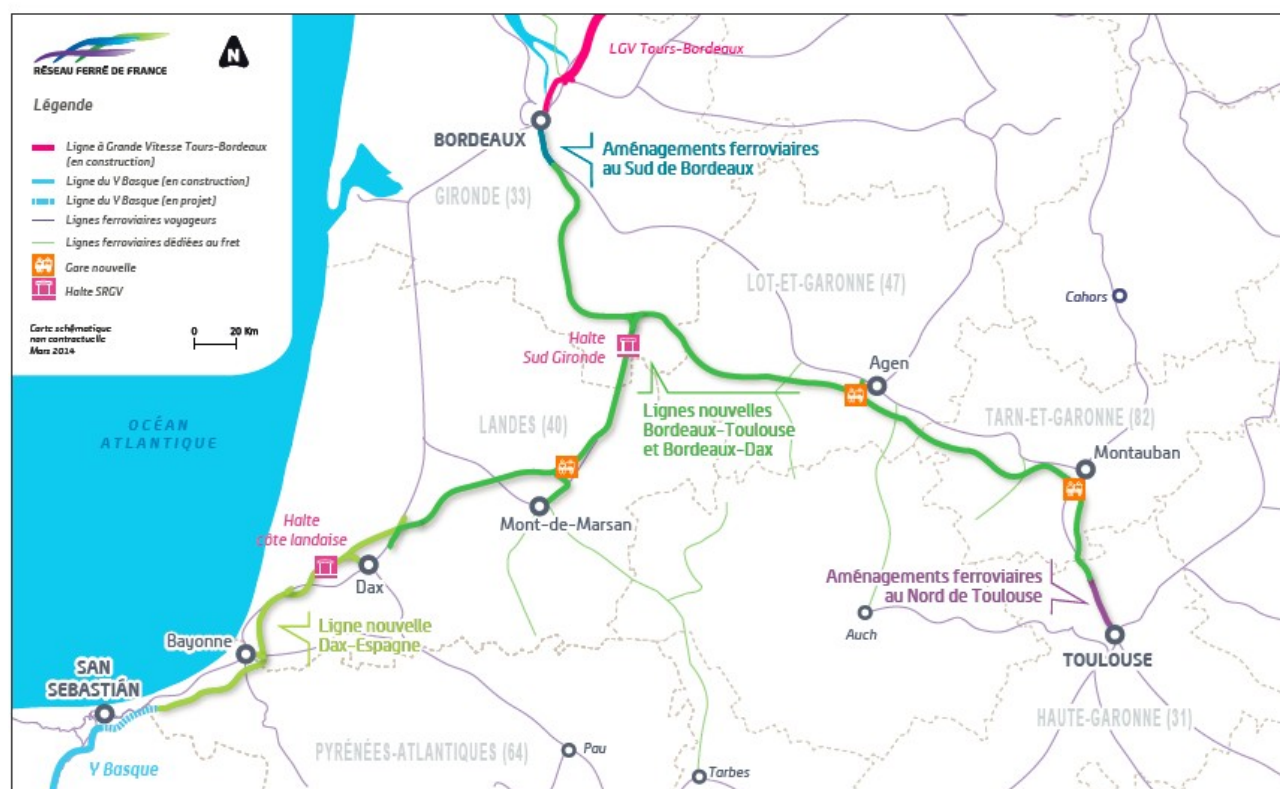 RÉSEAU FERRÉ DE FRANCE
N
Légende
Ligne à Grande Vitesse Tours-Bordeaux
(en construction)
Ligne du Y Basque (en construction)
Ligne du Y Basque (en projet)
Lignes ferroviaires voyageurs
Lignes ferroviaires dédiées au fret
Gare nouvelle
Halte SRGV
Carte schématique
non contractuelle
Mars 2014
0 20 Km
LGV Tours-Bordeaux
BORDEAUX
Aménagements ferroviaires
au Sud de Bordeaux
GIRONDE (33)
LOT-ET-GARONNE (47)
Cahors
Halte
Sud Gironde
Agen
OCÉAN
ATLANTIQUE
LANDES (40)
Lignes nouvelles
Bordeaux-Toulouse
et Bordeaux-Dax
TARN-ET-GARONNE (82)
Montauban
Mont-de-Marsan
Halte
côte landaise
Dax
Aménagements ferroviaires
au Nord de Toulouse
Auch
Ligne nouvelle
Dax-Espagne
Bayonne
TOULOUSE
SAN
SEBASTIÁN
HAUTE-GARONNE (31)
PYRÉNÉES-ATLANTIQUES (64)
Pau
Y Basque
Tarbes